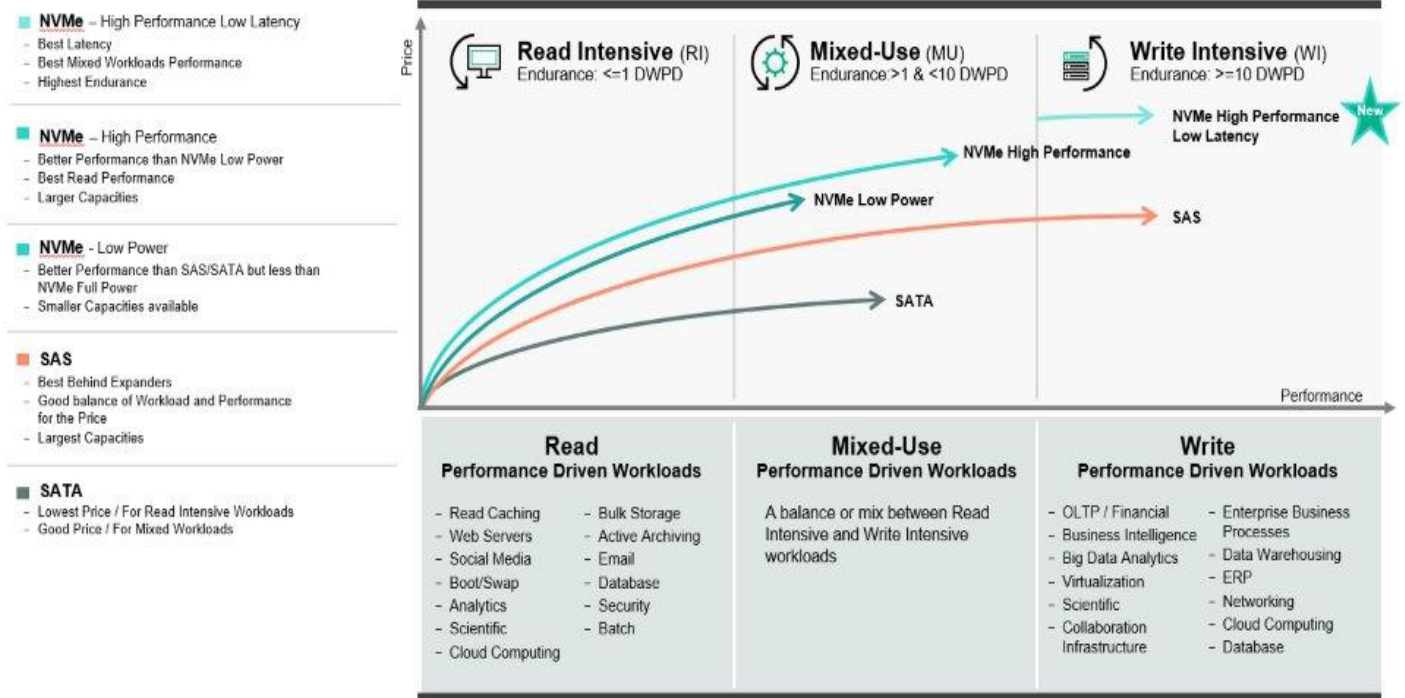 NVMe – High Performance Low Latency
– Best Latency
– Best Mixed Workloads Performance
– Highest Endurance
NVMe – High Performance
– Better Performance than NVMe Low Power
– Best Read Performance
– Larger Capacities
NVMe - Low Power
– Better Performance than SAS/SATA but less than
NVMe Full Power
– Smaller Capacities available
SAS
– Best Behind Expanders
– Good balance of Workload and Performance
for the Price
– Largest Capacities
SATA
– Lowest Price / For Read Intensive Workloads
– Good Price / For Mixed Workloads
Price
Read Intensive (RI)
Endurance: <=1 DWPD
Mixed-Use (MU)
Endurance:>1 & <10 DWPD
Write Intensive (WI)
Endurance: >=10 DWPD
New
NVMe High Performance
Low Latency
NVMe High Performance
NVMe Low Power
SAS
SATA
Performance
Read
Performance Driven Workloads
– Read Caching
– Web Servers
– Social Media
– Boot/Swap
– Analytics
– Scientific
– Cloud Computing
– Bulk Storage
– Active Archiving
– Email
– Database
– Security
– Batch
Mixed-Use
Performance Driven Workloads
A balance or mix between Read
Intensive and Write Intensive
workloads
Write
Performance Driven Workloads
– OLTP / Financial
– Business Intelligence
– Big Data Analytics
– Virtualization
– Scientific
– Collaboration
Infrastructure
– Enterprise Business
Processes
– Data Warehousing
– ERP
– Networking
– Cloud Computing
– Database